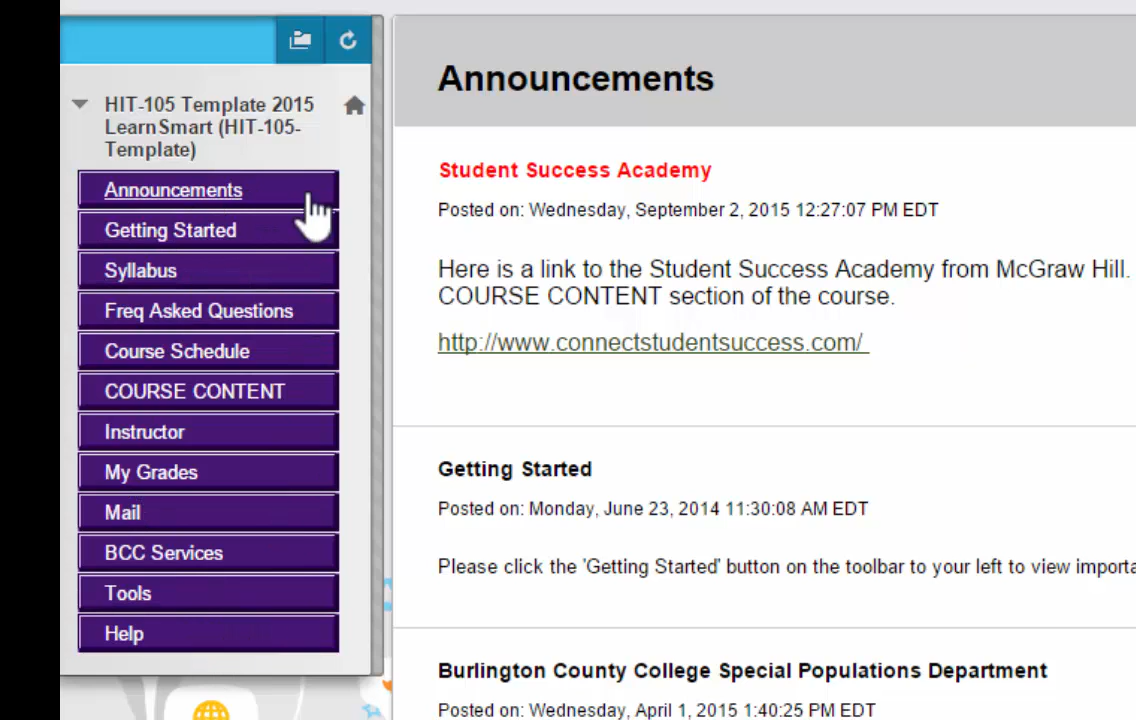 HIT-105 Template 2015
LearnSmart (HIT-105-
Template)
Announcements
Getting Started
Syllabus
Freq Asked Questions
Course Schedule
COURSE CONTENT
Instructor
My Grades
Mail
BCC Services
Tools
Help
Announcements
Student Success Academy
Posted on: Wednesday, September 2, 2015 12:27:07 PM EDT
Here is a link to the Student Success Academy from McGraw Hill.
COURSE CONTENT section of the course.
http://www.connectstudentsuccess.com/
Getting Started
Posted on: Monday, June 23, 2014 11:30:08 AM EDT
Please click the 'Getting Started' button on the toolbar to your left to view importa
Burlington County College Special Populations Department
Posted on: Wednesday, April 1, 2015 1:40:25 PM EDT